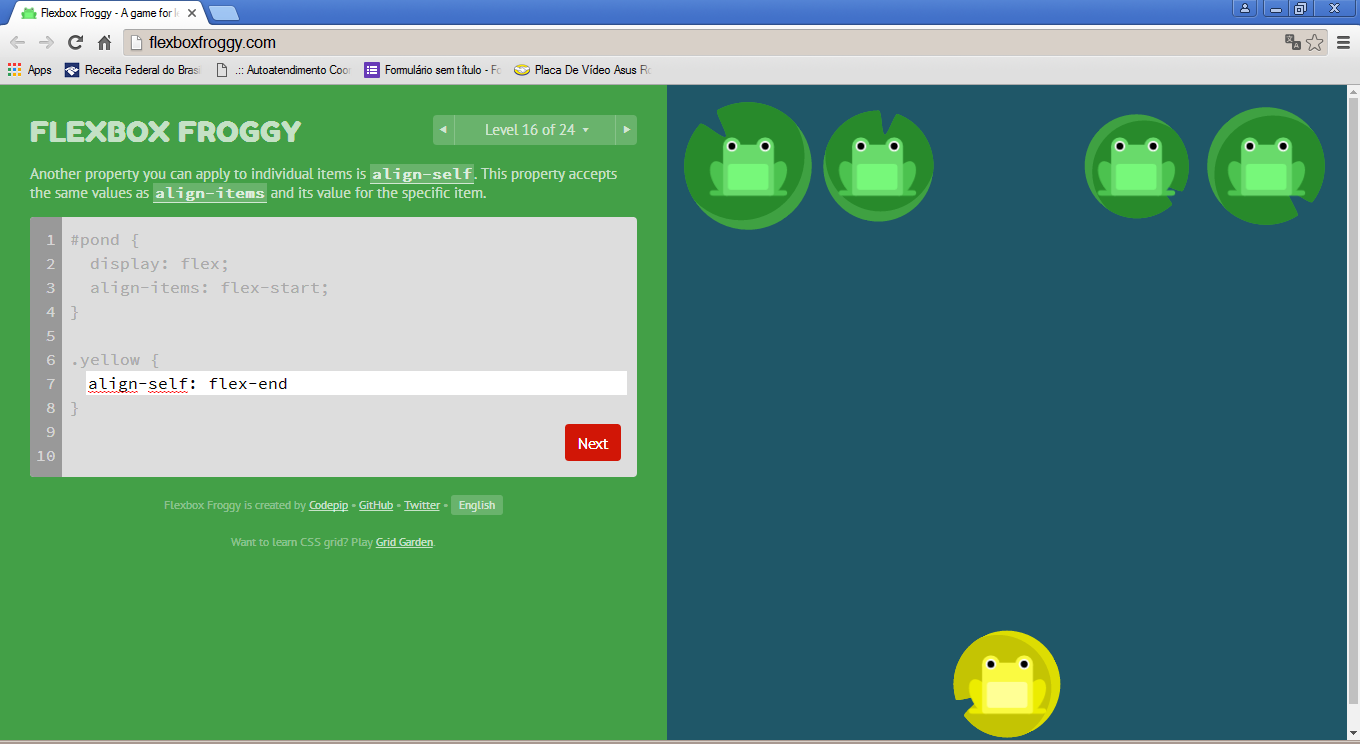 Flexbox Froggy - A game for l
flexboxfroggy.com
Apps Receita Federal do Brasi .:: Autoatendimento Coor Formulário sem título - Fo Placa De Vídeo Asus Ro
FLEXBOX FROGGY
Level 16 of 24
Another property you can apply to individual items is align-self. This property accepts
the same values as align-items and its value for the specific item.
1 #pond {
2 display: flex;
3 align-items: flex-start;
4 }
5
6 .yellow {
7 align-self: flex-end
8 }
9
10
Next
Flexbox Froggy is created by Codepip • GitHub • Twitter • English
Want to learn CSS grid? Play Grid Garden.